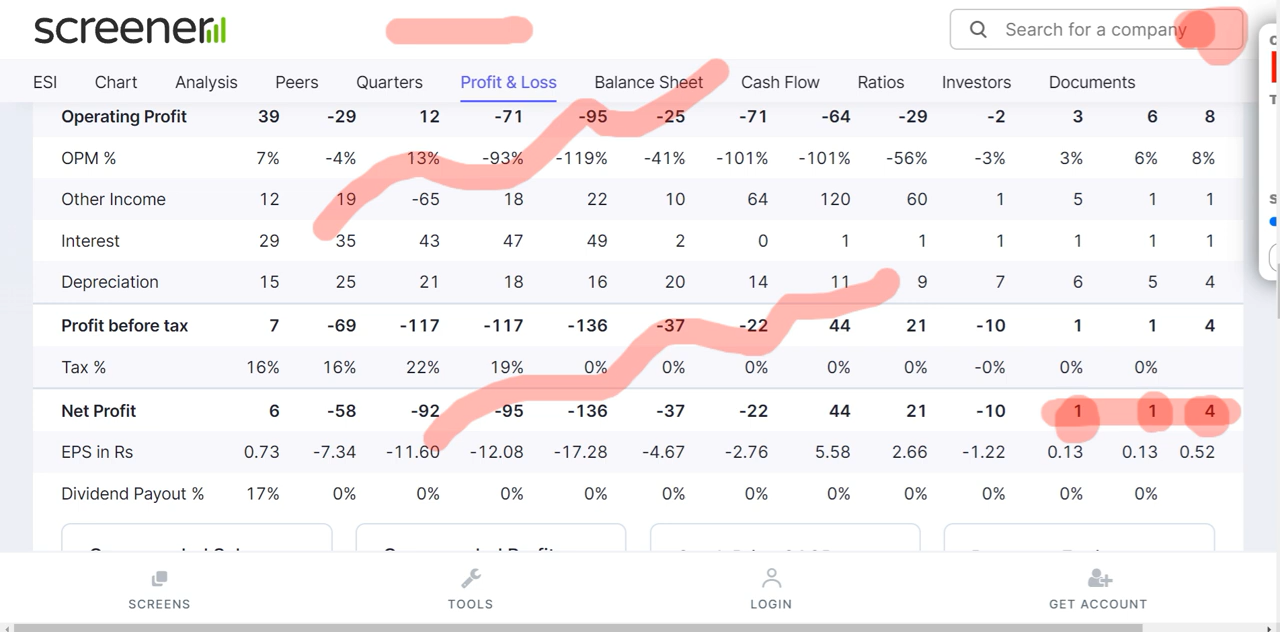 screener
Search for a company
ESI Chart Analysis Peers Quarters Profit & Loss Balance Sheet Cash Flow Ratios Investors Documents
Operating Profit 39 -29 12 -71 -95 -25 -71 -64 -29 -2 3 6 8
OPM % 7% -4% 13% -93% -119% -41% -101% -101% -56% -3% 3% 6% 8%
Other Income 12 19 -65 18 22 10 64 120 60 1 5 1 1
Interest 29 35 43 47 49 2 0 1 1 1 1 1 1
Depreciation 15 25 21 18 16 20 14 11 9 7 6 5 4
Profit before tax 7 -69 -117 -117 -136 -37 -22 44 21 -10 1 1 4
Tax % 16% 16% 22% 19% 0% 0% 0% 0% 0% -0% 0% 0%
Net Profit 6 -58 -92 -95 -136 -37 -22 44 21 -10 1 1 4
EPS in Rs 0.73 -7.34 -11.60 -12.08 -17.28 -4.67 -2.76 5.58 2.66 -1.22 0.13 0.13 0.52
Dividend Payout % 17% 0% 0% 0% 0% 0% 0% 0% 0% 0% 0% 0%
SCREENS TOOLS LOGIN GET ACCOUNT